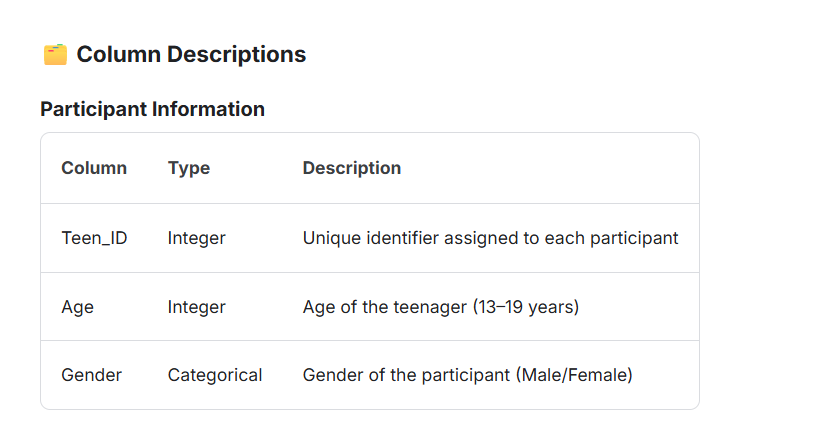 Column Descriptions
Participant Information
Column Type Description
Teen_ID Integer Unique identifier assigned to each participant
Age Integer Age of the teenager (13–19 years)
Gender Categorical Gender of the participant (Male/Female)